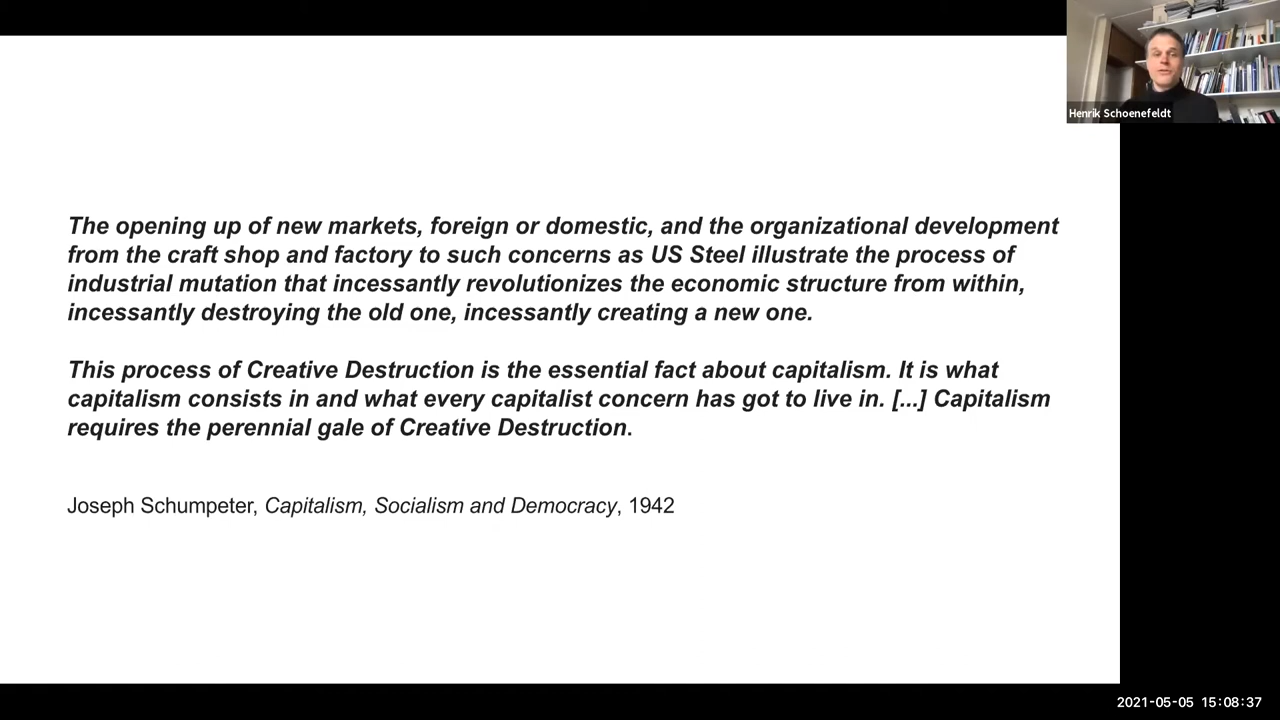 Henrik Schoenefeldt
The opening up of new markets, foreign or domestic, and the organizational development
from the craft shop and factory to such concerns as US Steel illustrate the process of
industrial mutation that incessantly revolutionizes the economic structure from within,
incessantly destroying the old one, incessantly creating a new one.
This process of Creative Destruction is the essential fact about capitalism. It is what
capitalism consists in and what every capitalist concern has got to live in. [...] Capitalism
requires the perennial gale of Creative Destruction.
Joseph Schumpeter, Capitalism, Socialism and Democracy, 1942
2021-05-05 15:08:37